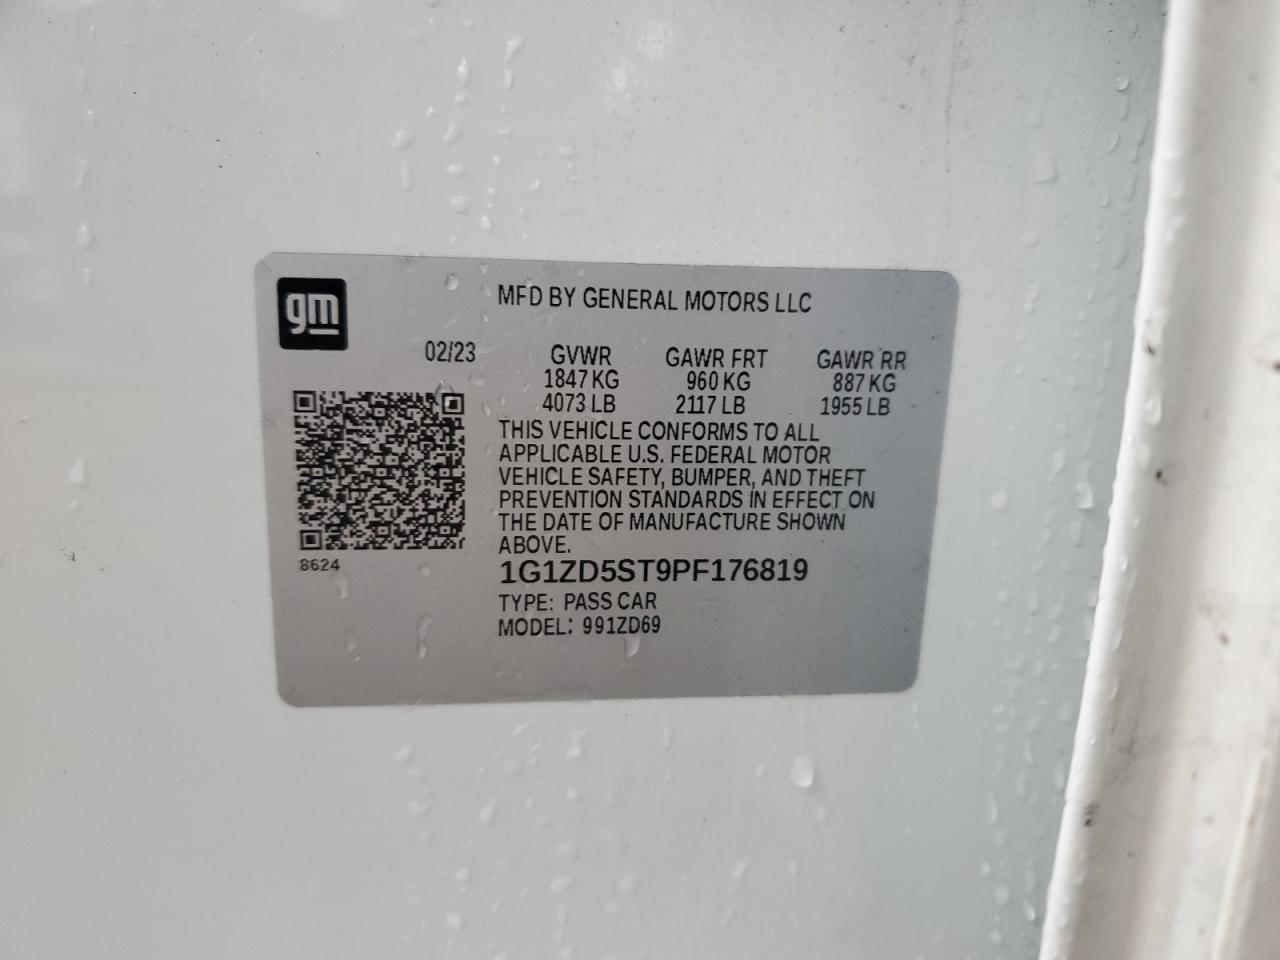 gm
MFD BY GENERAL MOTORS LLC
02/23 GVWR GAWR FRT GAWR RR
1847 KG 960 KG 887 KG
4073 LB 2117 LB 1955 LB
THIS VEHICLE CONFORMS TO ALL
APPLICABLE U.S. FEDERAL MOTOR
VEHICLE SAFETY, BUMPER, AND THEFT
PREVENTION STANDARDS IN EFFECT ON
THE DATE OF MANUFACTURE SHOWN
ABOVE.
8624
1G1ZD5ST9PF176819
TYPE: PASS CAR
MODEL: 991ZD69